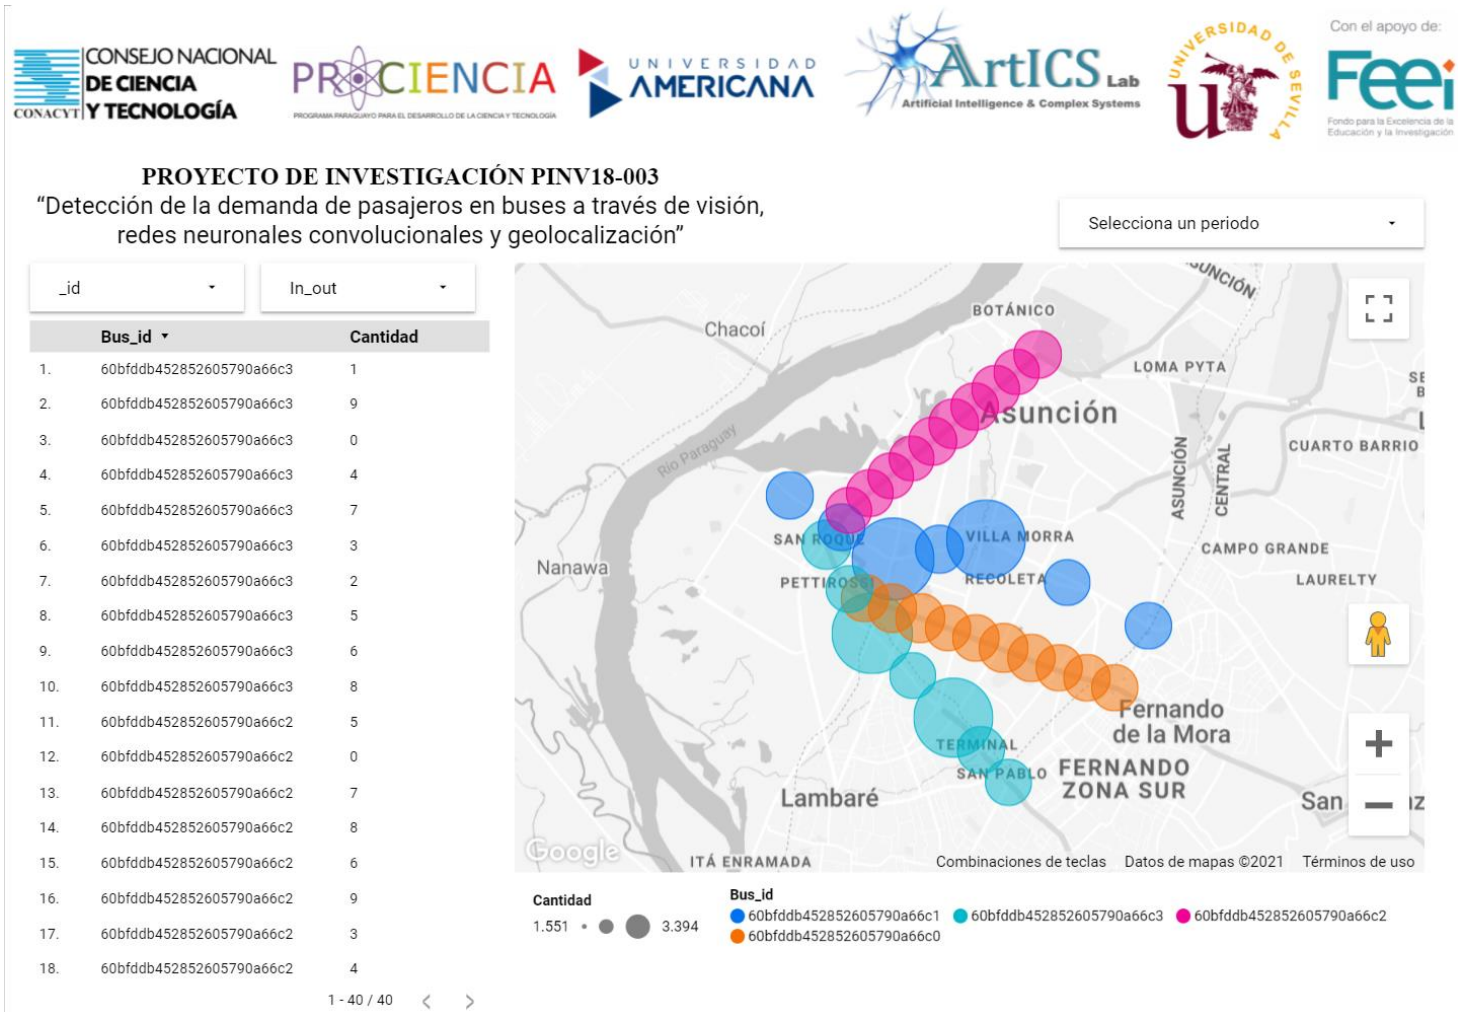 CONACYT
CONSEJO NACIONAL
DE CIENCIA
Y TECNOLOGÍA
PROCIENCIA
PROGRAMA PARAGUAYO PARA EL DESARROLLO DE LA CIENCIA Y TECNOLOGÍA
UNIVERSIDAD
AMERICANA
ArtICS Lab
Artificial Intelligence & Complex Systems
UNIVERSIDAD DE SEVILLA
Con el apoyo de:
Feei
Fondo para la Excelencia de la
Educación y la Investigación
PROYECTO DE INVESTIGACIÓN PINV18-003
“Detección de la demanda de pasajeros en buses a través de visión,
redes neuronales convolucionales y geolocalización”
Selecciona un periodo
_id
In_out
Bus_id Cantidad
1. 60bfddb452852605790a66c3 1
2. 60bfddb452852605790a66c3 9
3. 60bfddb452852605790a66c3 0
4. 60bfddb452852605790a66c3 4
5. 60bfddb452852605790a66c3 7
6. 60bfddb452852605790a66c3 3
7. 60bfddb452852605790a66c3 2
8. 60bfddb452852605790a66c3 5
9. 60bfddb452852605790a66c3 6
10. 60bfddb452852605790a66c3 8
11. 60bfddb452852605790a66c2 5
12. 60bfddb452852605790a66c2 0
13. 60bfddb452852605790a66c2 7
14. 60bfddb452852605790a66c2 8
15. 60bfddb452852605790a66c2 6
16. 60bfddb452852605790a66c2 9
17. 60bfddb452852605790a66c2 3
18. 60bfddb452852605790a66c2 4
1 - 40 / 40
ASUNCIÓN
BOTÁNICO
Chacoí
LOMA PYTA
Asunción
Río Paraguay
CUARTO BARRIO
ASUNCIÓN
CENTRAL
SAN ROQUE
VILLA MORRA
CAMPO GRANDE
Nanawa
PETTIROSSI
RECOLETA
LAURELTY
Fernando
de la Mora
TERMINAL
SAN PABLO
FERNANDO
ZONA SUR
Lambaré
San
Google
ITÁ ENRAMADA
Combinaciones de teclas Datos de mapas ©2021 Términos de uso
Cantidad
1.551 3.394
Bus_id
60bfddb452852605790a66c1 60bfddb452852605790a66c3 60bfddb452852605790a66c2
60bfddb452852605790a66c0